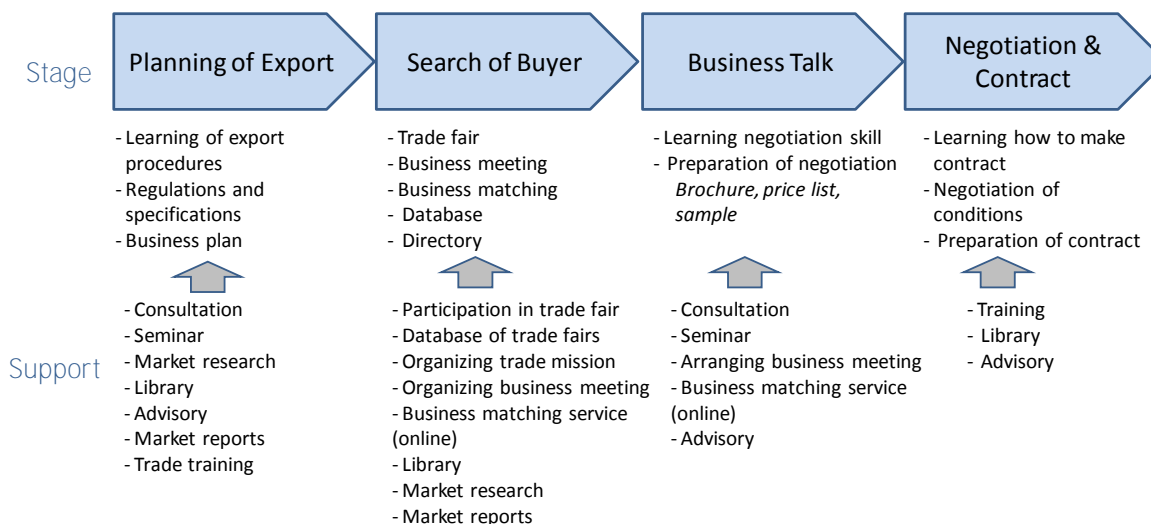 Stage
Planning of Export
Search of Buyer
Business Talk
Negotiation &
Contract
- Learning of export
procedures
- Regulations and
specifications
- Business plan
- Trade fair
- Business meeting
- Business matching
- Database
- Directory
- Learning negotiation skill
- Preparation of negotiation
Brochure, price list,
sample
- Learning how to make
contract
- Negotiation of
conditions
- Preparation of contract
Support
- Consultation
- Seminar
- Market research
- Library
- Advisory
- Market reports
- Trade training
- Participation in trade fair
- Database of trade fairs
- Organizing trade mission
- Organizing business meeting
- Business matching service
(online)
- Library
- Market research
- Market reports
- Consultation
- Seminar
- Arranging business meeting
- Business matching service
(online)
- Advisory
- Training
- Library
- Advisory